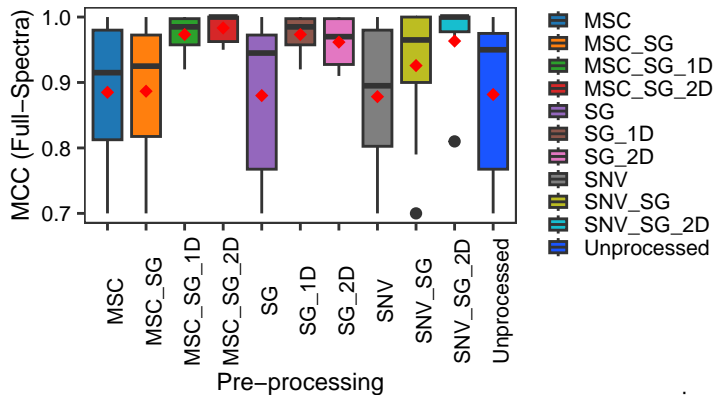 MCC (Full−Spectra)
1.0
0.9
0.8
0.7
MSC
MSC_SG
MSC_SG_1D
MSC_SG_2D
SG
SG_1D
SG_2D
SNV
SNV_SG
SNV_SG_2D
Unprocessed
Pre−processing
MSC
MSC_SG
MSC_SG_1D
MSC_SG_2D
SG
SG_1D
SG_2D
SNV
SNV_SG
SNV_SG_2D
Unprocessed
.